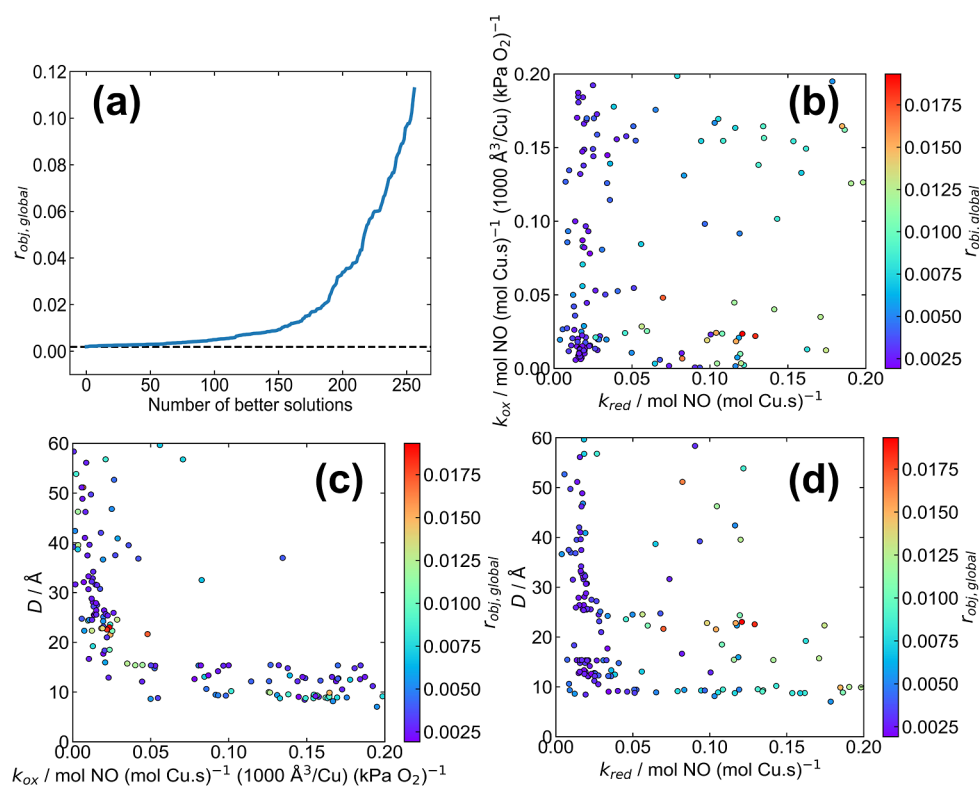 (a)
0.12
0.10
0.08
0.06
0.04
0.02
0.00
r_obj,global
0 50 100 150 200 250
Number of better solutions
(b)
0.20
0.15
0.10
0.05
0.00
k_ox / mol NO (mol Cu.s)⁻¹ (1000 Å³/Cu) (kPa O₂)⁻¹
0.00 0.05 0.10 0.15 0.20
k_red / mol NO (mol Cu.s)⁻¹
0.0175
0.0150
0.0125
0.0100
0.0075
0.0050
0.0025
r_obj,global
(c)
60
50
40
30
20
10
0
D / Å
0.00 0.05 0.10 0.15 0.20
k_ox / mol NO (mol Cu.s)⁻¹ (1000 Å³/Cu) (kPa O₂)⁻¹
0.0175
0.0150
0.0125
0.0100
0.0075
0.0050
0.0025
r_obj,global
(d)
60
50
40
30
20
10
0
D / Å
0.00 0.05 0.10 0.15 0.20
k_red / mol NO (mol Cu.s)⁻¹
0.0175
0.0150
0.0125
0.0100
0.0075
0.0050
0.0025
r_obj,global